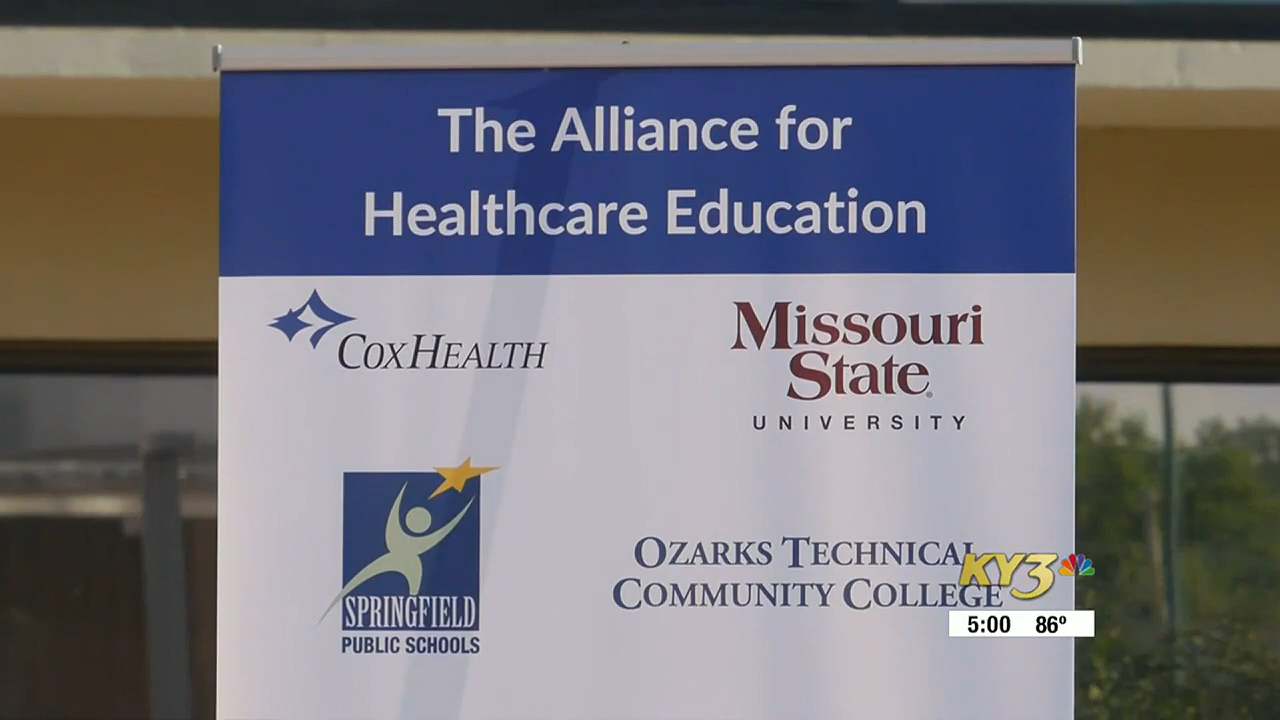 The Alliance for
Healthcare Education
COXHEALTH
Missouri
State
UNIVERSITY
SPRINGFIELD
PUBLIC SCHOOLS
OZARKS TECHNICAL
COMMUNITY COLLEGE
KY3
5:00 86º